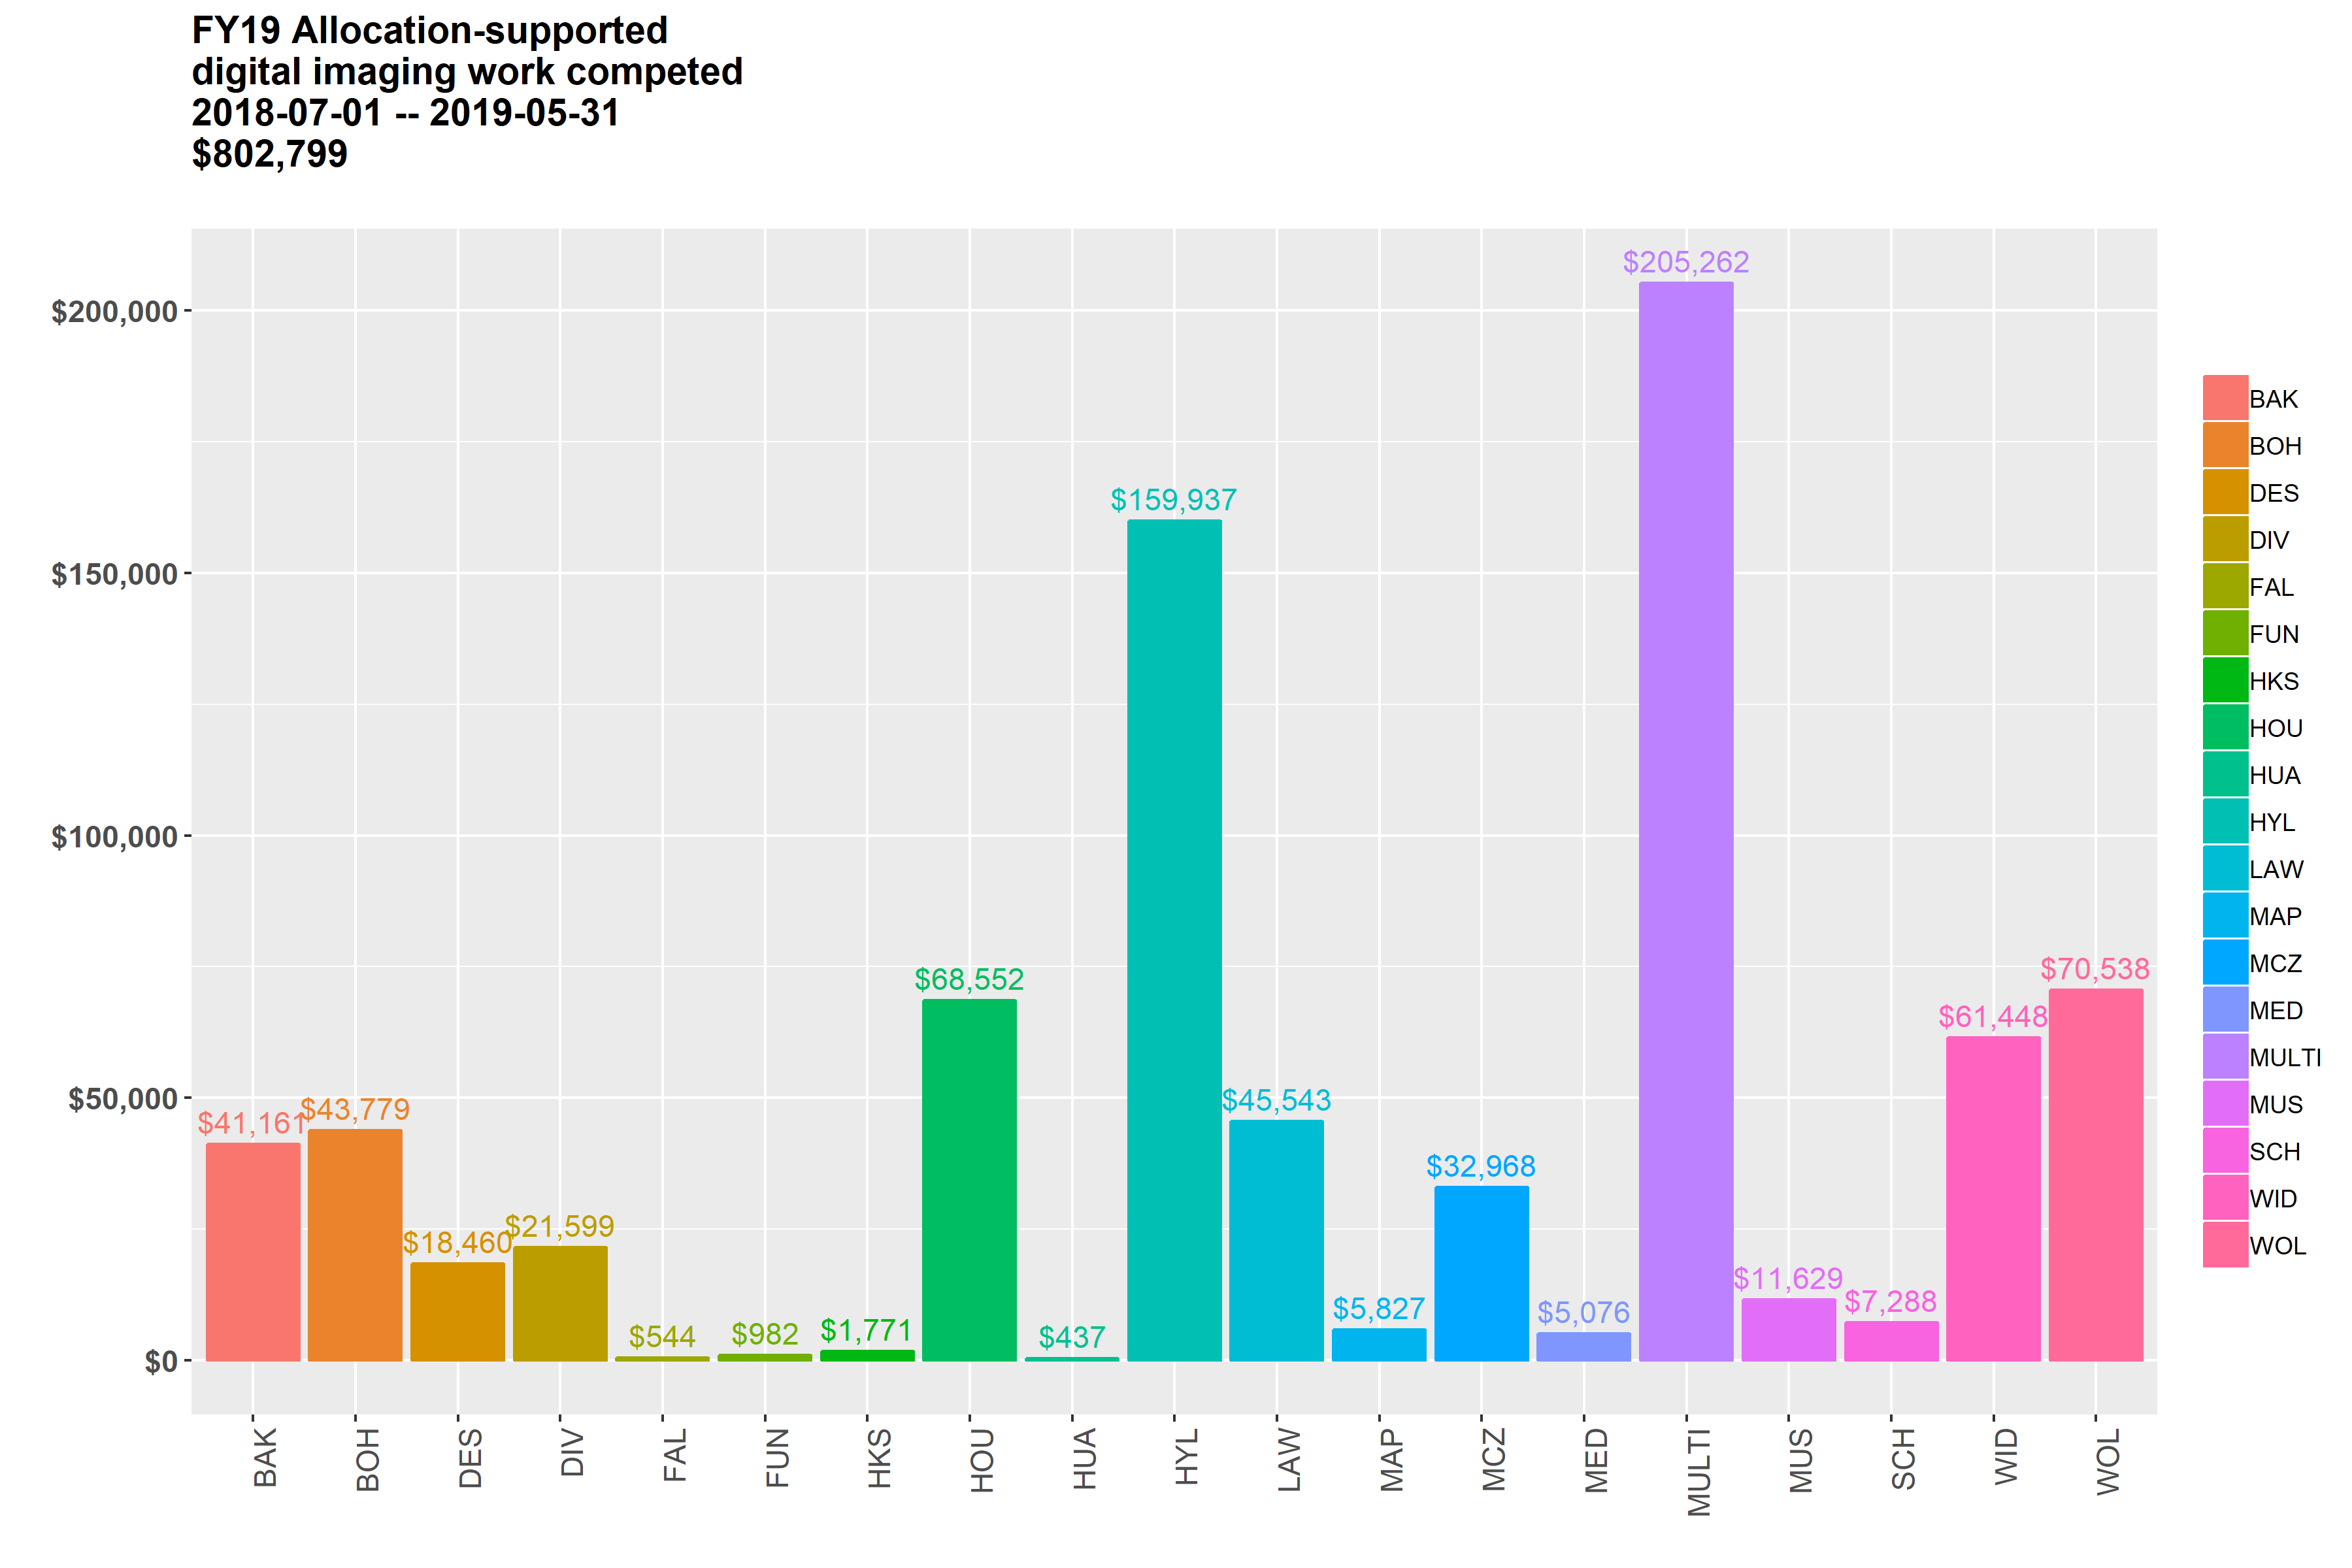 FY19 Allocation-supported
digital imaging work competed
2018-07-01 -- 2019-05-31
$802,799
$200,000
$150,000
$100,000
$50,000
$0
$41,161
$43,779
$18,460
$21,599
$544
$982
$1,771
$68,552
$437
$159,937
$45,543
$5,827
$32,968
$5,076
$205,262
$11,629
$7,288
$61,448
$70,538
BAK
BOH
DES
DIV
FAL
FUN
HKS
HOU
HUA
HYL
LAW
MAP
MCZ
MED
MULTI
MUS
SCH
WID
WOL
BAK
BOH
DES
DIV
FAL
FUN
HKS
HOU
HUA
HYL
LAW
MAP
MCZ
MED
MULTI
MUS
SCH
WID
WOL